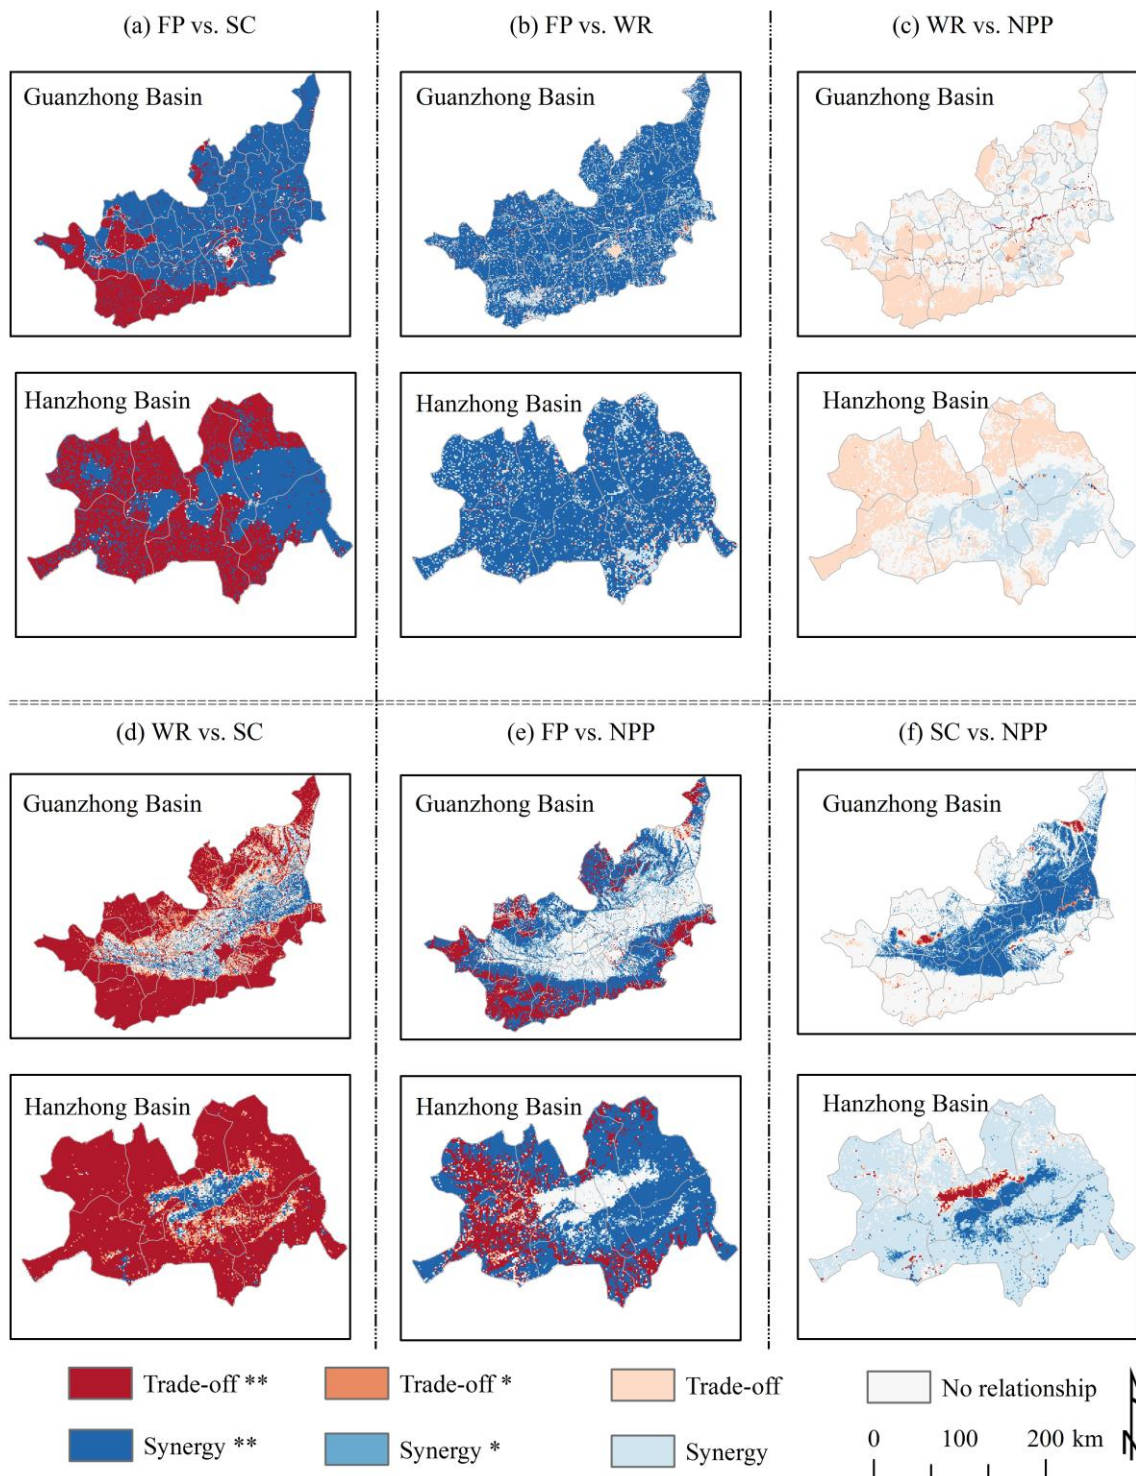 (a) FP vs. SC
(b) FP vs. WR
(c) WR vs. NPP
Guanzhong Basin
Guanzhong Basin
Guanzhong Basin
Hanzhong Basin
Hanzhong Basin
Hanzhong Basin
(d) WR vs. SC
(e) FP vs. NPP
(f) SC vs. NPP
Guanzhong Basin
Guanzhong Basin
Guanzhong Basin
Hanzhong Basin
Hanzhong Basin
Hanzhong Basin
Trade-off **
Trade-off *
Trade-off
No relationship
Synergy **
Synergy *
Synergy
0 100 200 km